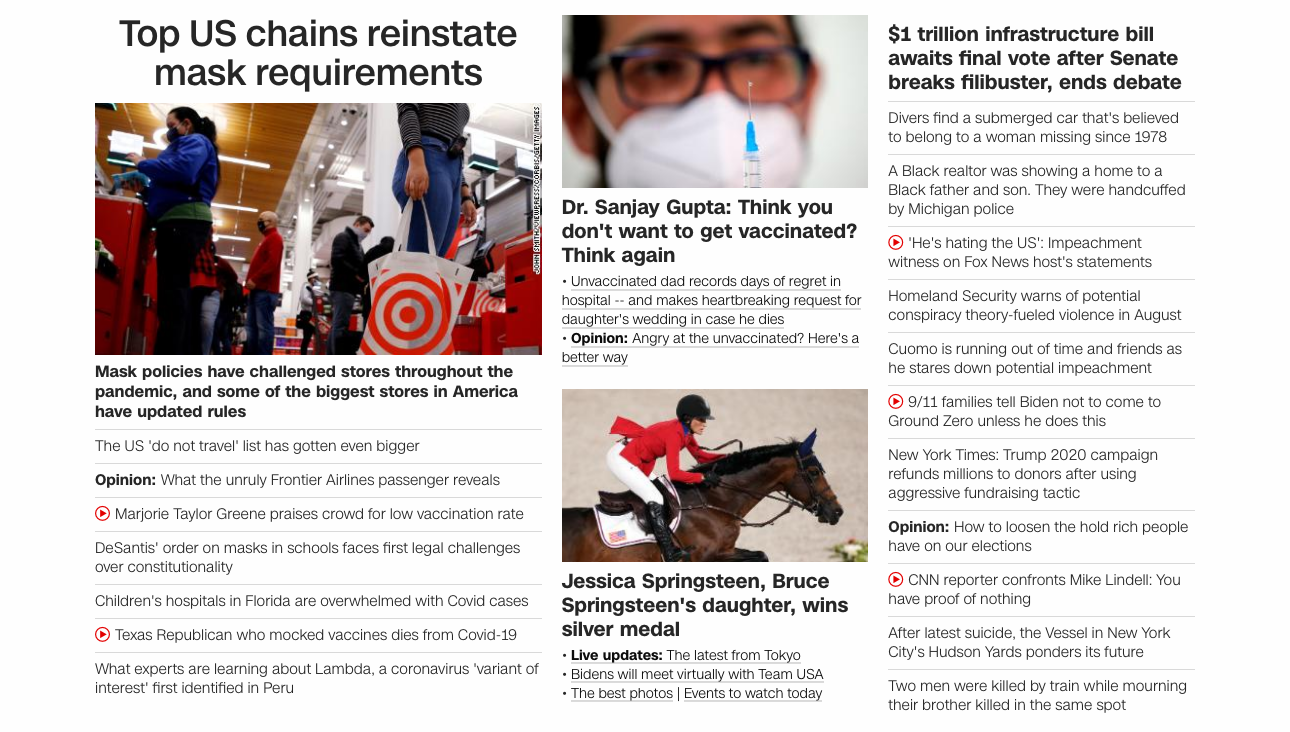 Top US chains reinstate
mask requirements
JOHN SMITH/VIEWPRESS/CORBIS/GETTY IMAGES
Mask policies have challenged stores throughout the
pandemic, and some of the biggest stores in America
have updated rules
The US 'do not travel' list has gotten even bigger
Opinion: What the unruly Frontier Airlines passenger reveals
Marjorie Taylor Greene praises crowd for low vaccination rate
DeSantis' order on masks in schools faces first legal challenges
over constitutionality
Children's hospitals in Florida are overwhelmed with Covid cases
Texas Republican who mocked vaccines dies from Covid-19
What experts are learning about Lambda, a coronavirus 'variant of
interest' first identified in Peru
Dr. Sanjay Gupta: Think you
don't want to get vaccinated?
Think again
• Unvaccinated dad records days of regret in
hospital -- and makes heartbreaking request for
daughter's wedding in case he dies
• Opinion: Angry at the unvaccinated? Here's a
better way
Jessica Springsteen, Bruce
Springsteen's daughter, wins
silver medal
• Live updates: The latest from Tokyo
• Bidens will meet virtually with Team USA
• The best photos | Events to watch today
$1 trillion infrastructure bill
awaits final vote after Senate
breaks filibuster, ends debate
Divers find a submerged car that's believed
to belong to a woman missing since 1978
A Black realtor was showing a home to a
Black father and son. They were handcuffed
by Michigan police
'He's hating the US': Impeachment
witness on Fox News host's statements
Homeland Security warns of potential
conspiracy theory-fueled violence in August
Cuomo is running out of time and friends as
he stares down potential impeachment
9/11 families tell Biden not to come to
Ground Zero unless he does this
New York Times: Trump 2020 campaign
refunds millions to donors after using
aggressive fundraising tactic
Opinion: How to loosen the hold rich people
have on our elections
CNN reporter confronts Mike Lindell: You
have proof of nothing
After latest suicide, the Vessel in New York
City's Hudson Yards ponders its future
Two men were killed by train while mourning
their brother killed in the same spot